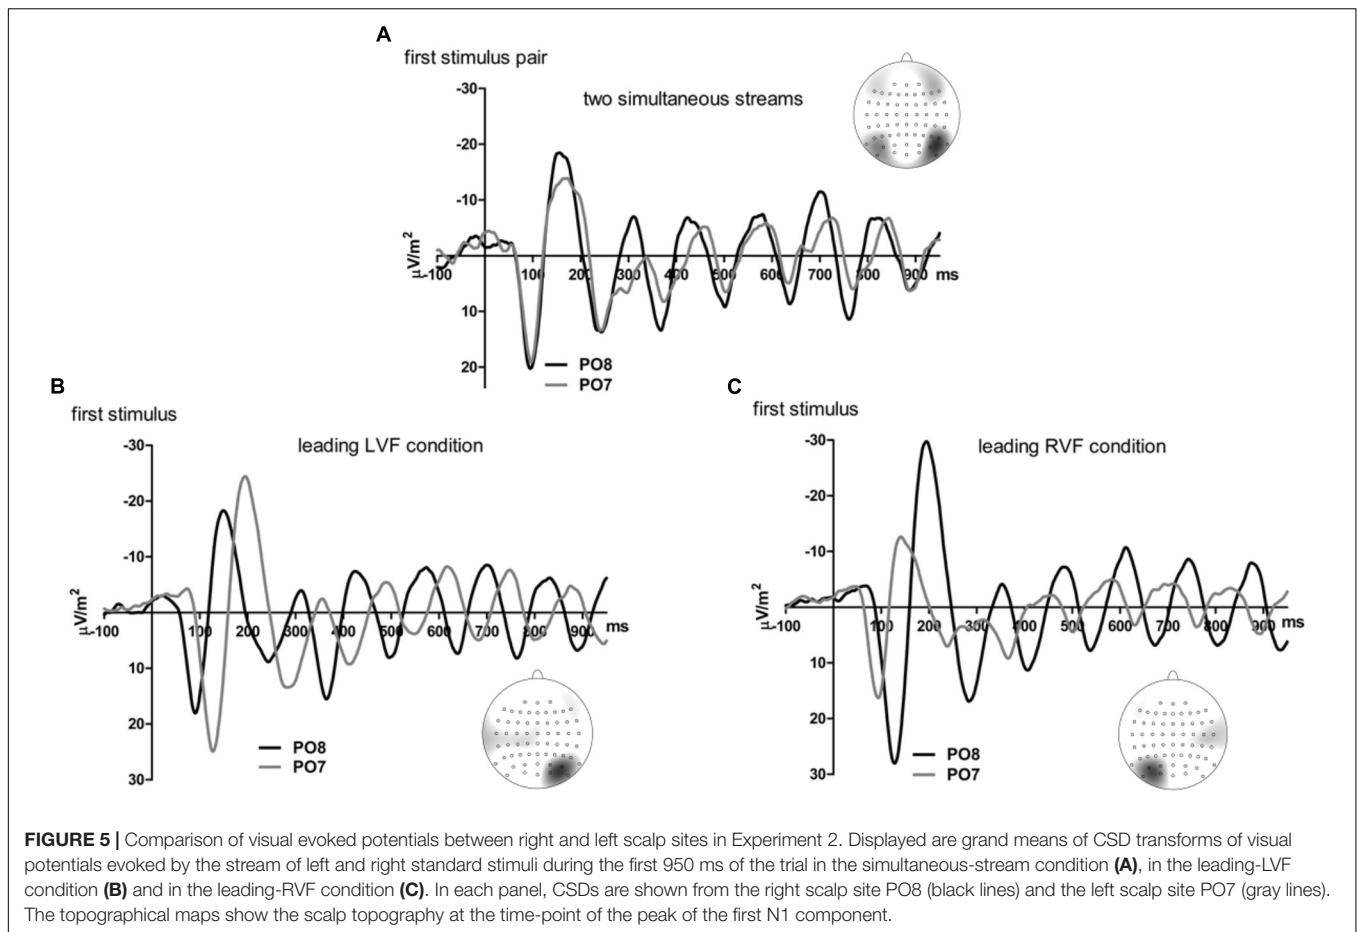 A
first stimulus pair
two simultaneous streams
-30
-20
-10
10
20
µV/m²
-100 100 200 300 400 500 600 700 800 900 ms
PO8
PO7
B
first stimulus
leading LVF condition
-30
-20
-10
10
20
30
µV/m²
-100 100 200 300 400 500 600 700 800 900 ms
PO8
PO7
C
first stimulus
leading RVF condition
-30
-20
-10
10
20
30
µV/m²
-100 100 200 300 400 500 600 700 800 900 ms
PO8
PO7
FIGURE 5 | Comparison of visual evoked potentials between right and left scalp sites in Experiment 2. Displayed are grand means of CSD transforms of visual
potentials evoked by the stream of left and right standard stimuli during the first 950 ms of the trial in the simultaneous-stream condition (A), in the leading-LVF
condition (B) and in the leading-RVF condition (C). In each panel, CSDs are shown from the right scalp site PO8 (black lines) and the left scalp site PO7 (gray lines).
The topographical maps show the scalp topography at the time-point of the peak of the first N1 component.